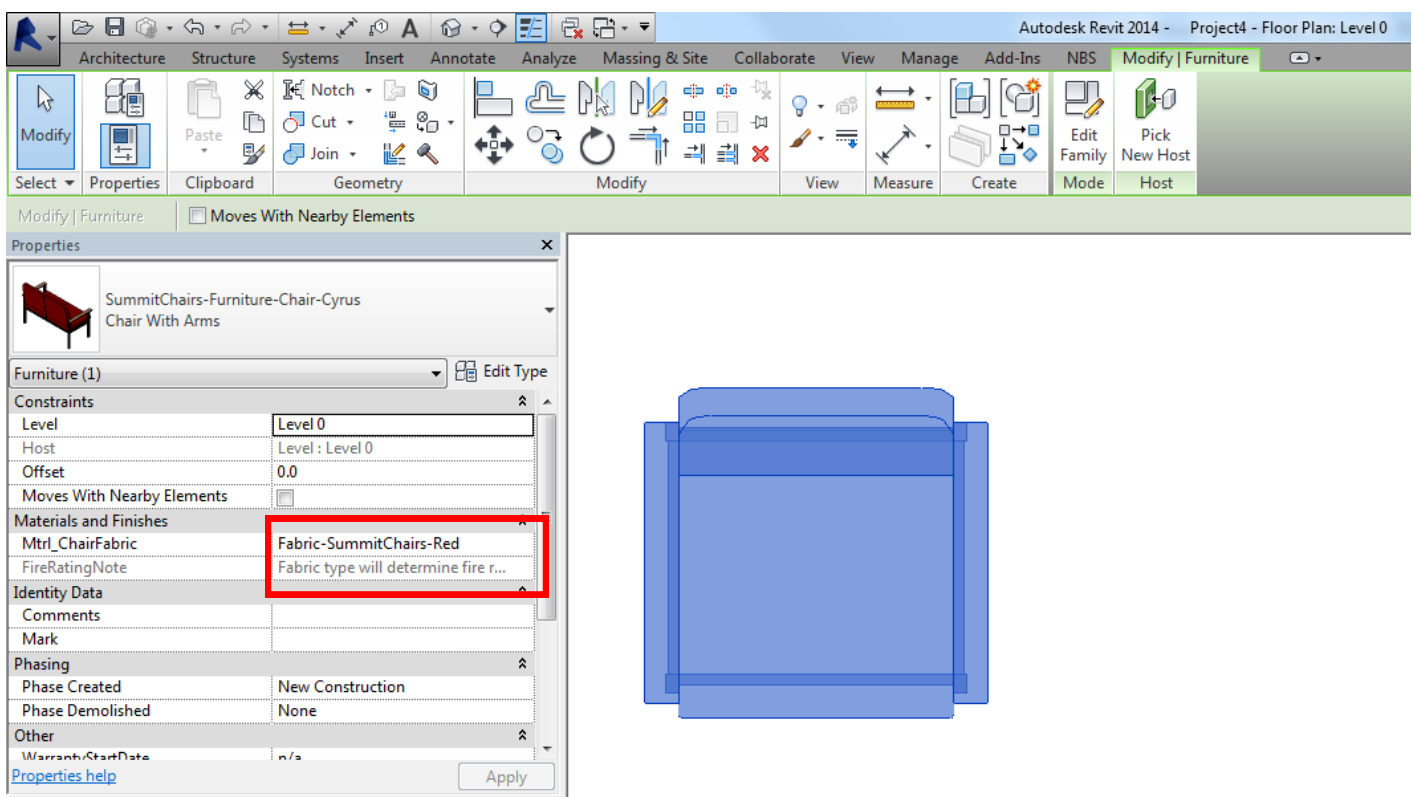 Autodesk Revit 2014 - Project4 - Floor Plan: Level 0
Architecture Structure Systems Insert Annotate Analyze Massing & Site Collaborate View Manage Add-Ins NBS Modify | Furniture
Modify
Paste
Notch
Cut
Join
Edit Family
Pick New Host
Select Properties Clipboard Geometry Modify View Measure Create Mode Host
Modify | Furniture Moves With Nearby Elements
Properties
SummitChairs-Furniture-Chair-Cyrus
Chair With Arms
Furniture (1) Edit Type
Constraints
Level Level 0
Host Level : Level 0
Offset 0.0
Moves With Nearby Elements
Materials and Finishes
Mtrl_ChairFabric Fabric-SummitChairs-Red
FireRatingNote Fabric type will determine fire r...
Identity Data
Comments
Mark
Phasing
Phase Created New Construction
Phase Demolished None
Other
WarrantyStartDate n/a
Properties help Apply